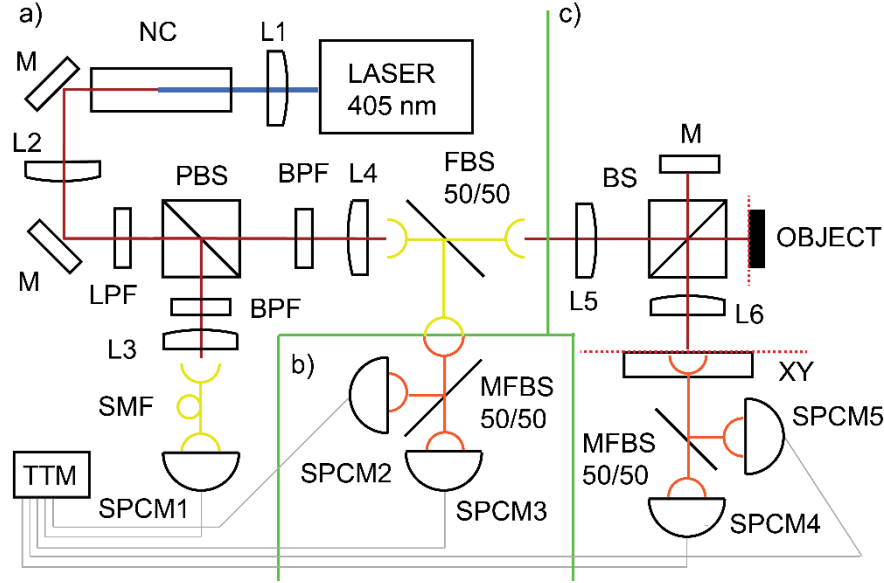 a)
c)
NC
L1
M
LASER
405 nm
L2
PBS
BPF
L4
FBS
50/50
BS
M
OBJECT
M
LPF
BPF
L5
L6
L3
b)
XY
SMF
MFBS
50/50
SPCM5
MFBS
50/50
TTM
SPCM2
SPCM1
SPCM3
SPCM4